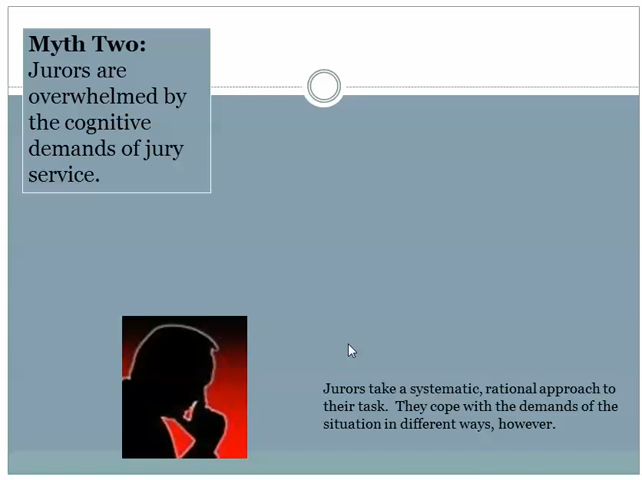 Myth Two:
Jurors are
overwhelmed by
the cognitive
demands of jury
service.
Jurors take a systematic, rational approach to
their task.  They cope with the demands of the
situation in different ways, however.